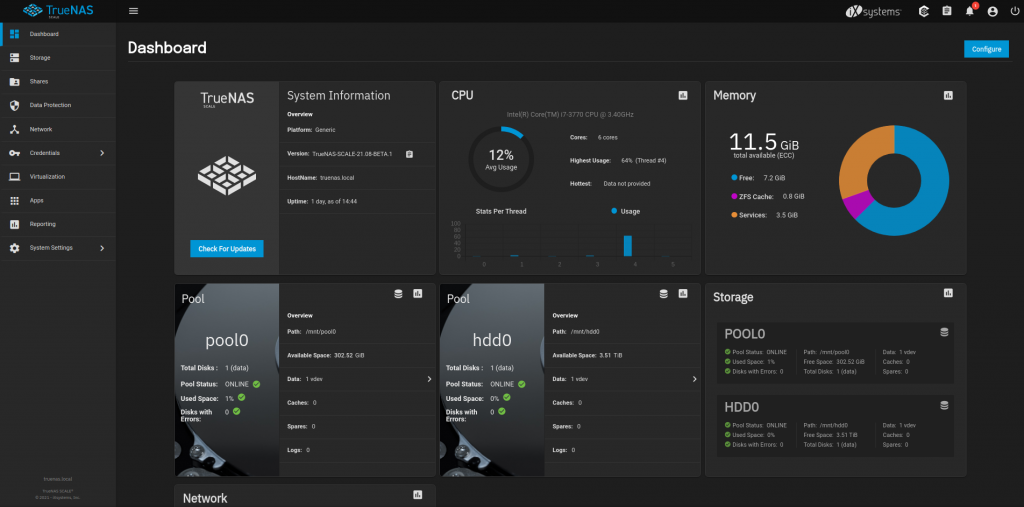 TrueNAS
SCALE
iXsystems
1
Dashboard
Storage
Shares
Data Protection
Network
Credentials
Virtualization
Apps
Reporting
System Settings
truenas.local
TrueNAS SCALE®
Dashboard
Configure
TrueNAS
SCALE
Check For Updates
System Information
Overview
Platform: Generic
Version: TrueNAS-SCALE-21.08-BETA.1
HostName: truenas.local
Uptime: 1 day, as of 14:44
CPU
Intel(R) Core(TM) i7-3770 CPU @ 3.40GHz
12%
Avg Usage
Cores: 6 cores
Highest Usage: 64% (Thread #4)
Hottest: Data not provided
Stats Per Thread
Usage
100
80
60
40
20
0
0 1 2 3 4 5
Memory
11.5 GiB
total available (ECC)
Free: 7.2 GiB
ZFS Cache: 0.8 GiB
Services: 3.5 GiB
Pool
pool0
Total Disks : 1 (data)
Pool Status: ONLINE
Used Space: 1%
Disks with Errors: 0
Overview
Path: /mnt/pool0
Available Space: 302.52 GiB
Data: 1 vdev
Caches: 0
Spares: 0
Logs: 0
Pool
hdd0
Total Disks : 1 (data)
Pool Status: ONLINE
Used Space: 0%
Disks with Errors: 0
Overview
Path: /mnt/hdd0
Available Space: 3.51 TiB
Data: 1 vdev
Caches: 0
Spares: 0
Logs: 0
Storage
POOL0
Pool Status: ONLINE Path: /mnt/pool0 Data: 1 vdev
Used Space: 1% Free Space: 302.52 GiB Caches: 0
Disks with Errors: 0 Total Disks: 1 (data) Spares: 0
HDD0
Pool Status: ONLINE Path: /mnt/hdd0 Data: 1 vdev
Used Space: 0% Free Space: 3.51 TiB Caches: 0
Disks with Errors: 0 Total Disks: 1 (data) Spares: 0
Network